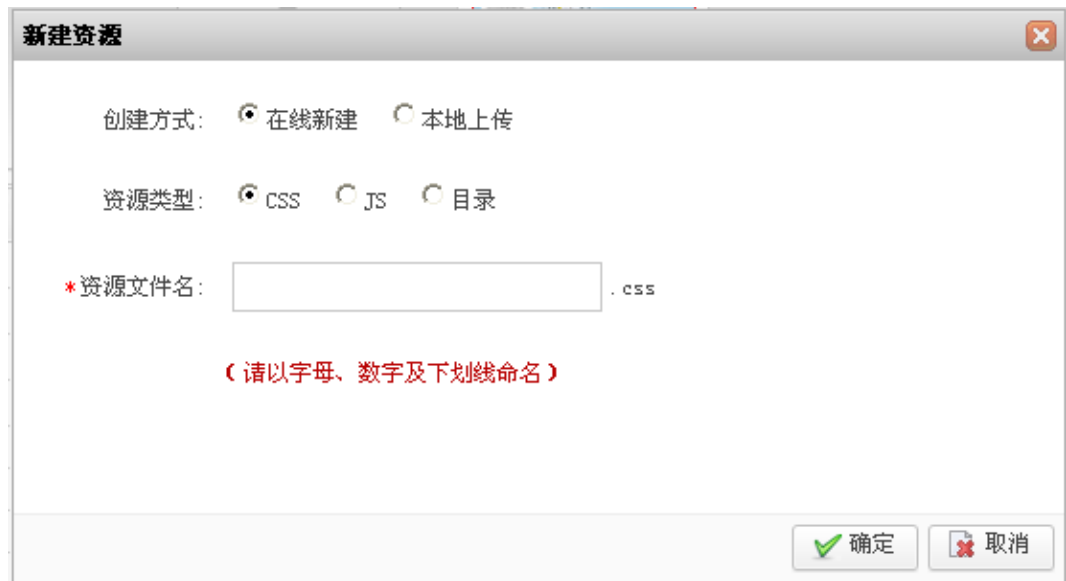 新建资源
创建方式: 在线新建 本地上传
资源类型: CSS JS 目录
*资源文件名: .css
(请以字母、数字及下划线命名)
确定 取消